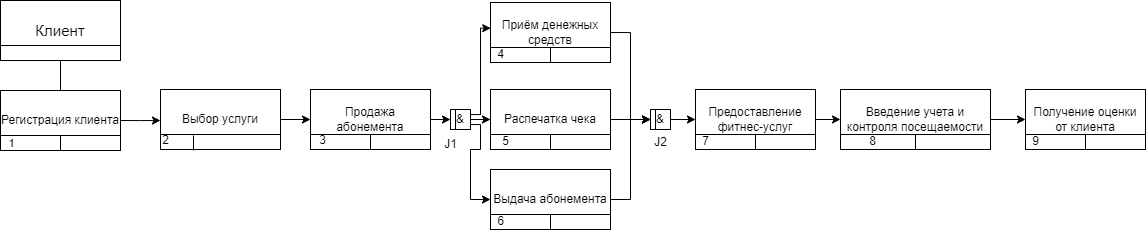 Клиент
Регистрация клиента
1
Выбор услуги
2
Продажа
абонемента
3
&
J1
Приём денежных
средств
4
Распечатка чека
5
Выдача абонемента
6
&
J2
Предоставление
фитнес-услуг
7
Введение учета и
контроля посещаемости
8
Получение оценки
от клиента
9